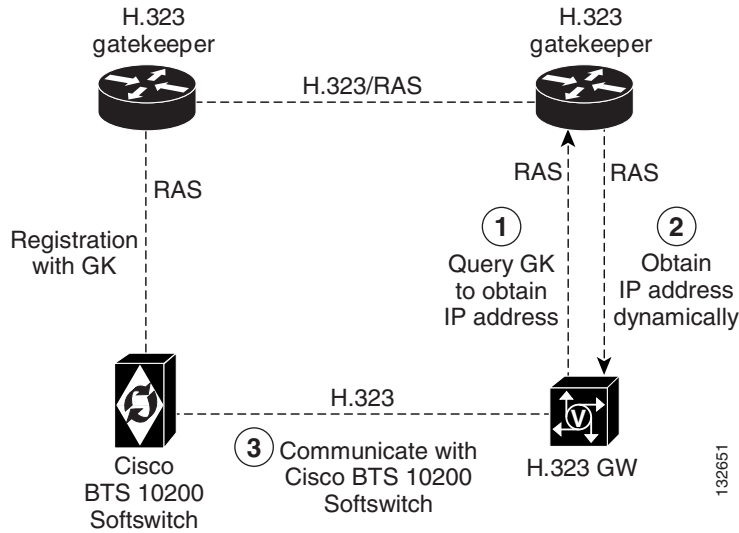 H.323
gatekeeper
H.323
gatekeeper
H.323/RAS
RAS
RAS
RAS
Registration
with GK
1
Query GK
to obtain
IP address
2
Obtain
IP address
dynamically
H.323
V
3 Communicate with
Cisco BTS 10200
Softswitch
Cisco
BTS 10200
Softswitch
H.323 GW
132651